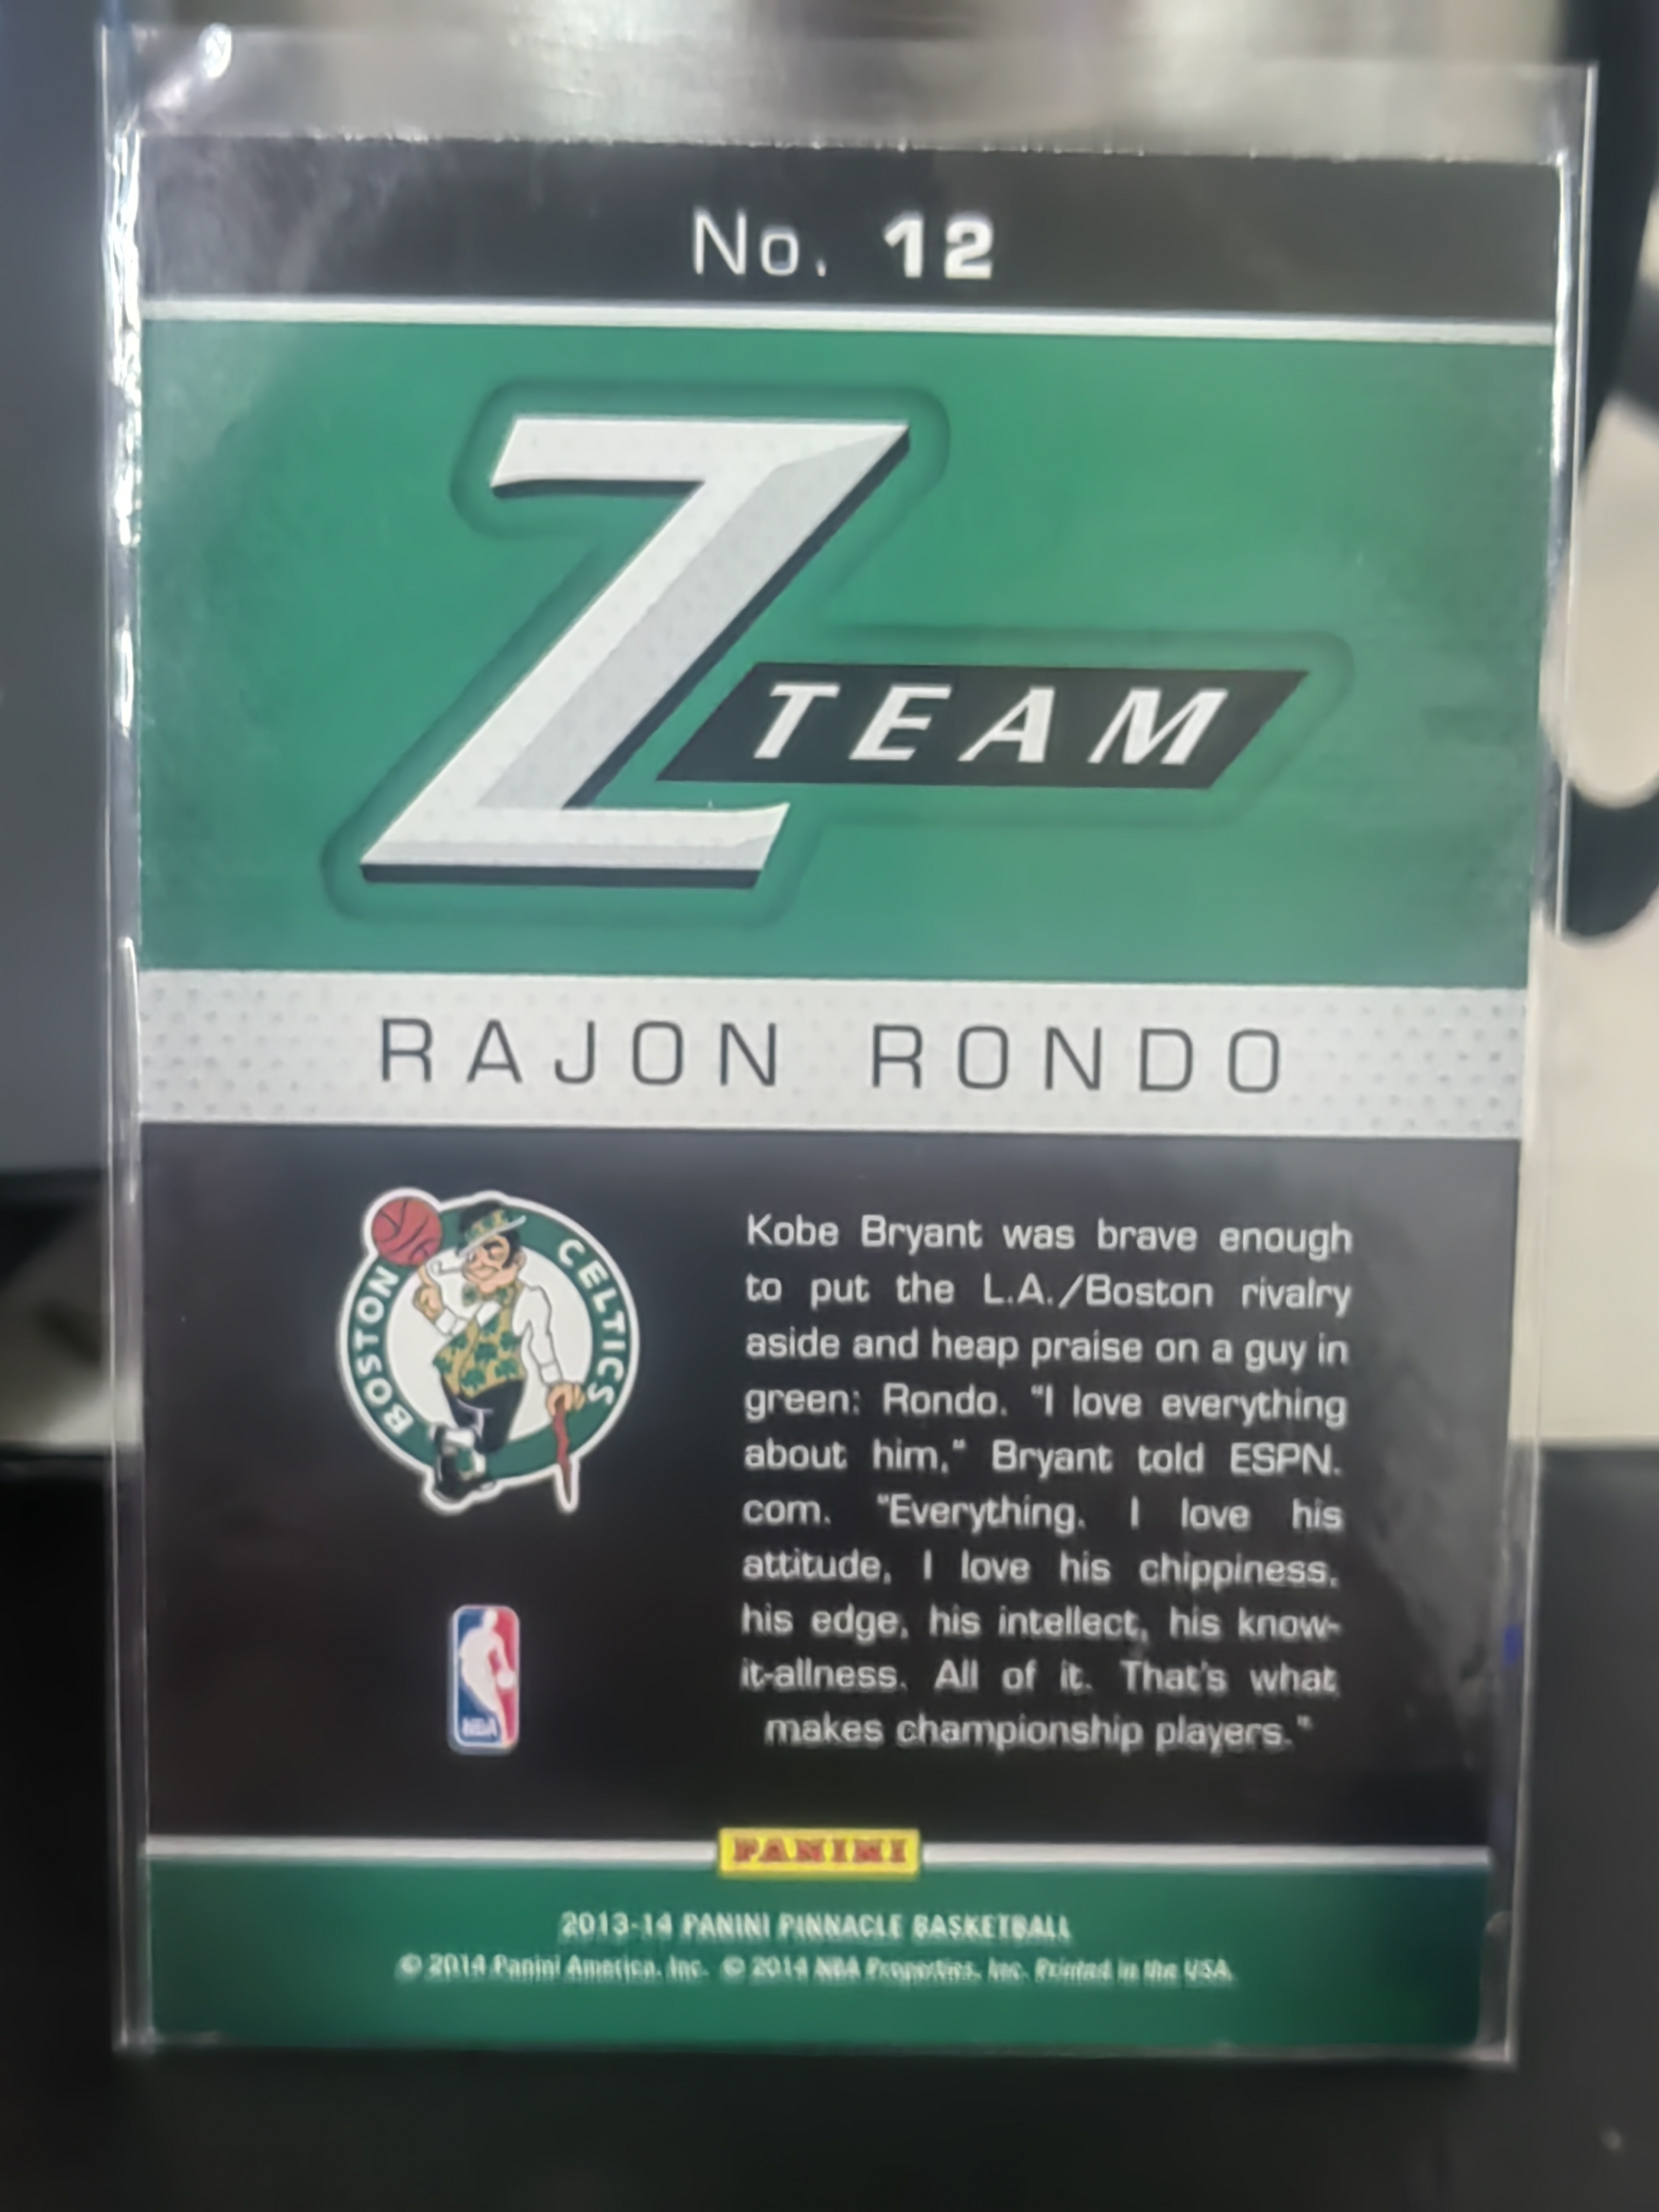 No. 12
Z TEAM
RAJON RONDO
BOSTON CELTICS
Kobe Bryant was brave enough
to put the L.A./Boston rivalry
aside and heap praise on a guy in
green: Rondo. "I love everything
about him," Bryant told ESPN.
com. "Everything. I love his
attitude, I love his chippiness,
his edge, his intellect, his know-
it-allness. All of it. That's what
makes championship players."
NBA
PANINI
2013-14 PANINI PINNACLE BASKETBALL
© 2014 Panini America, Inc. © 2014 NBA Properties, Inc. Printed in the USA.